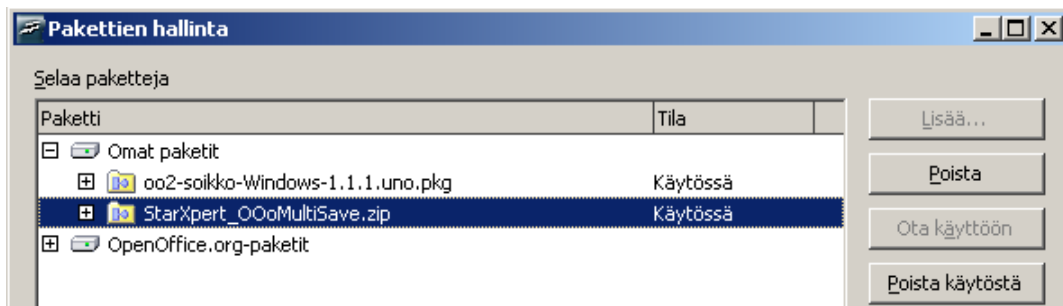 Pakettien hallinta
Selaa paketteja
Paketti Tila
Omat paketit
oo2-soikko-Windows-1.1.1.uno.pkg Käytössä
StarXpert_OOoMultiSave.zip Käytössä
OpenOffice.org-paketit
Lisää...
Poista
Ota käyttöön
Poista käytöstä